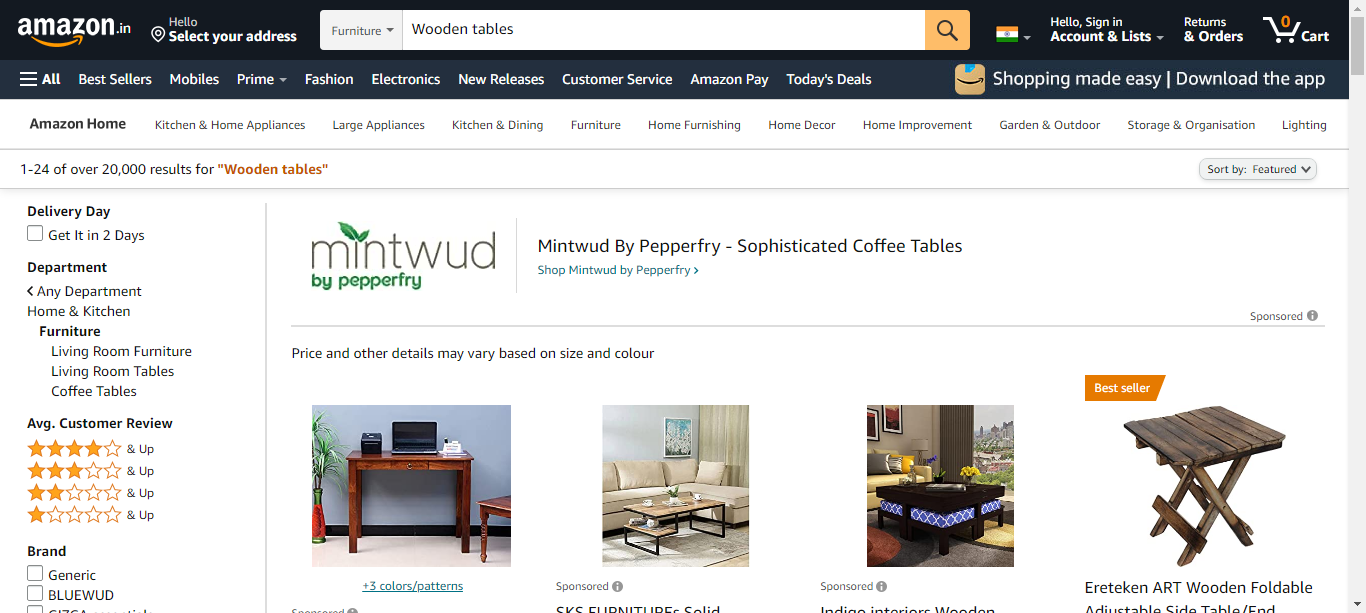 amazon.in
Hello
Select your address
Furniture
Wooden tables
Hello, Sign in
Account & Lists
Returns
& Orders
0
Cart
All
Best Sellers
Mobiles
Prime
Fashion
Electronics
New Releases
Customer Service
Amazon Pay
Today's Deals
Shopping made easy | Download the app
Amazon Home
Kitchen & Home Appliances
Large Appliances
Kitchen & Dining
Furniture
Home Furnishing
Home Decor
Home Improvement
Garden & Outdoor
Storage & Organisation
Lighting
1-24 of over 20,000 results for "Wooden tables"
Sort by: Featured
Delivery Day
Get It in 2 Days
Department
Any Department
Home & Kitchen
Furniture
Living Room Furniture
Living Room Tables
Coffee Tables
Avg. Customer Review
& Up
& Up
& Up
& Up
Brand
Generic
BLUEWUD
mintwud
by pepperfry
Mintwud By Pepperfry - Sophisticated Coffee Tables
Shop Mintwud by Pepperfry ›
Sponsored
Price and other details may vary based on size and colour
+3 colors/patterns
Sponsored
Sponsored
SKS FURNITUREs Solid
Sponsored
Indigo interiors Wooden
Best seller
Ereteken ART Wooden Foldable
Adjustable Side Table/End